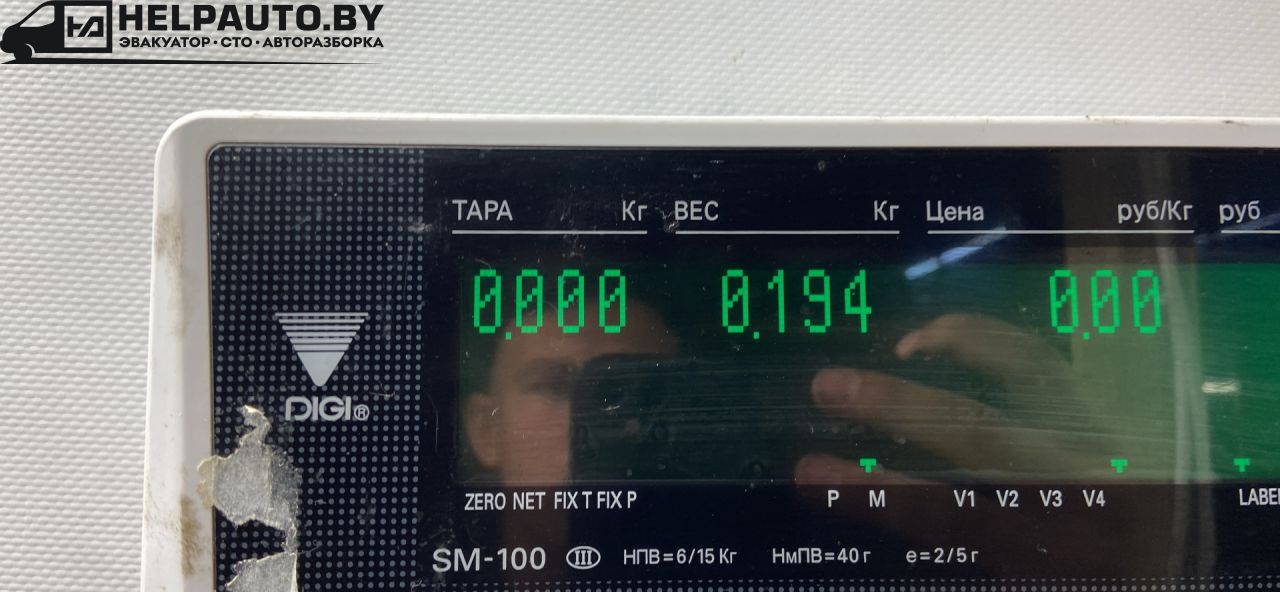 HELPAUTO.BY
ЭВАКУАТОР · СТО · АВТОРАЗБОРКА
ТАРА Кг ВЕС Кг Цена руб/Кг руб
0.000 0.194 0.00
DIGI®
ZERO NET FIX T FIX P P M V1 V2 V3 V4
SM-100 III НПВ=6/15 Кг НмПВ=40 г е=2/5 г